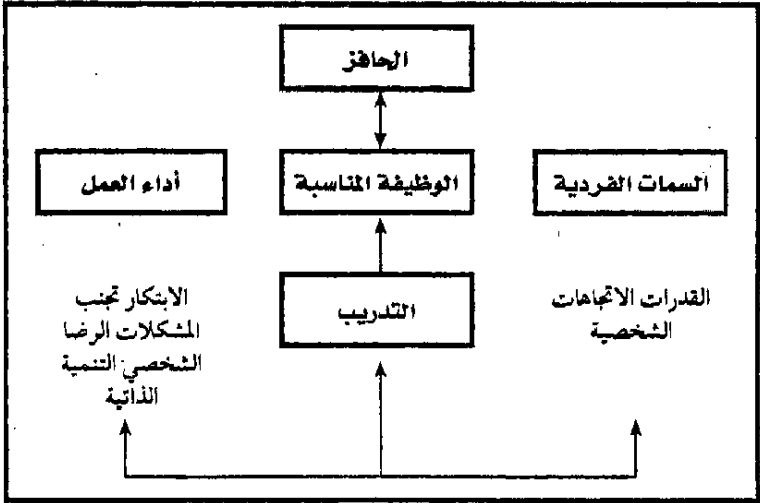 الحافز
السمات الفردية
الوظيفة المناسبة
أداء العمل
القدرات الاتجاهات
الشخصية
التدريب
الابتكار تجنب
المشكلات الرضا
الشخصي التنمية
الذاتية